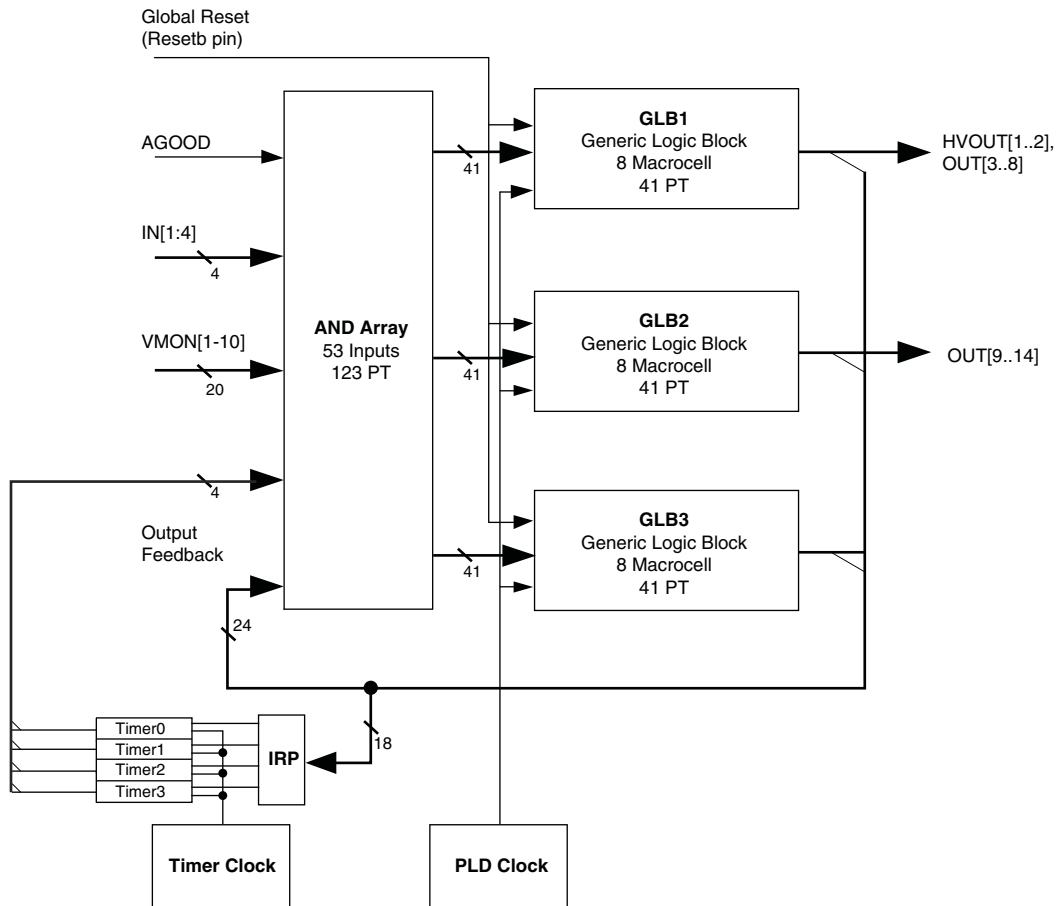 Global Reset
(Resetb pin)
AGOOD
IN[1:4]
4
VMON[1-10]
20
4
Output
Feedback
24
AND Array
53 Inputs
123 PT
41
41
41
GLB1
Generic Logic Block
8 Macrocell
41 PT
GLB2
Generic Logic Block
8 Macrocell
41 PT
GLB3
Generic Logic Block
8 Macrocell
41 PT
HVOUT[1..2],
OUT[3..8]
OUT[9..14]
18
Timer0
Timer1
Timer2
Timer3
IRP
Timer Clock
PLD Clock